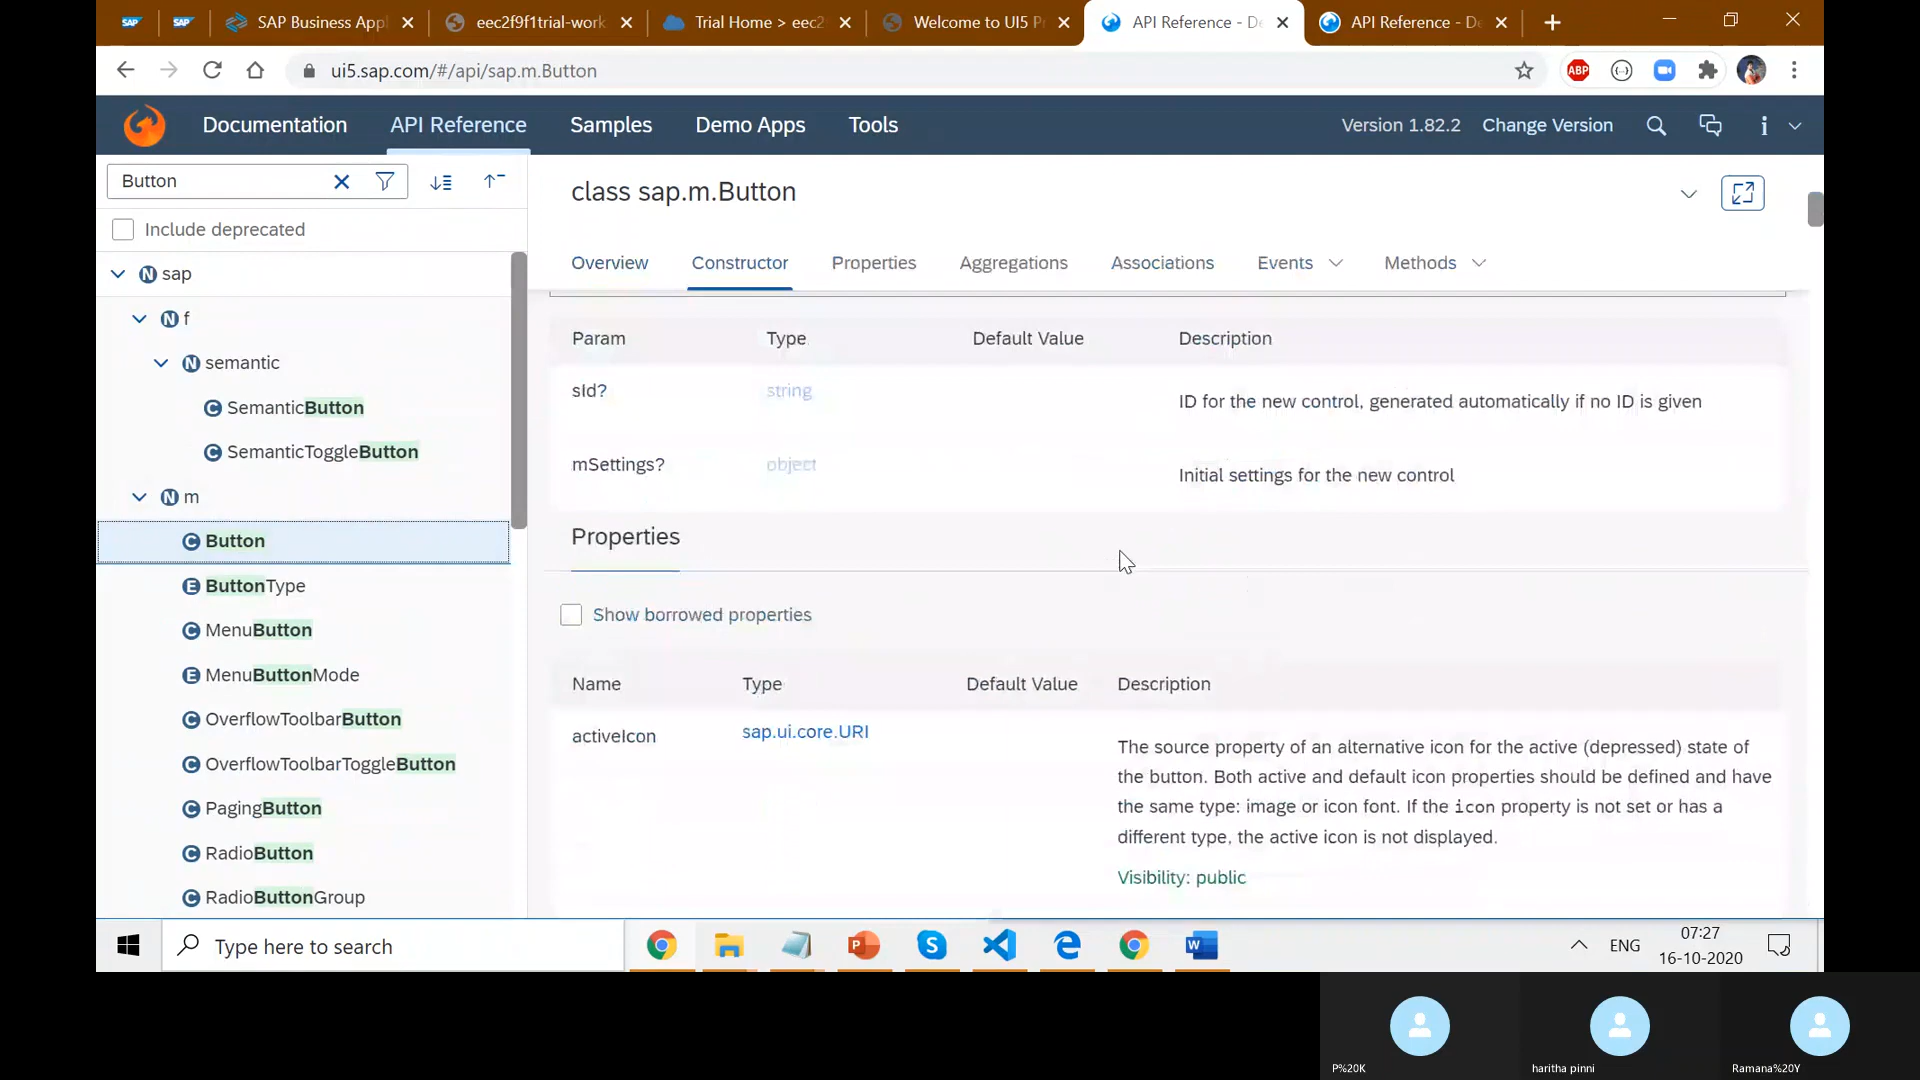 SAP
SAP
SAP Business Appl
eec2f9f1trial-work
Trial Home > eec2
Welcome to UI5 P
API Reference - De
API Reference - De
ui5.sap.com/#/api/sap.m.Button
ABP
Documentation
API Reference
Samples
Demo Apps
Tools
Version 1.82.2
Change Version
Button
Include deprecated
N sap
N f
N semantic
C SemanticButton
C SemanticToggleButton
N m
C Button
E ButtonType
C MenuButton
E MenuButtonMode
C OverflowToolbarButton
C OverflowToolbarToggleButton
C PagingButton
C RadioButton
C RadioButtonGroup
class sap.m.Button
Overview
Constructor
Properties
Aggregations
Associations
Events
Methods
Param Type Default Value Description
sId? string ID for the new control, generated automatically if no ID is given
mSettings? object Initial settings for the new control
Properties
Show borrowed properties
Name Type Default Value Description
activeIcon sap.ui.core.URI The source property of an alternative icon for the active (depressed) state of
the button. Both active and default icon properties should be defined and have
the same type: image or icon font. If the icon property is not set or has a
different type, the active icon is not displayed.
Visibility: public
Type here to search
ENG
07:27
16-10-2020
P%20K
haritha pinni
Ramana%20Y